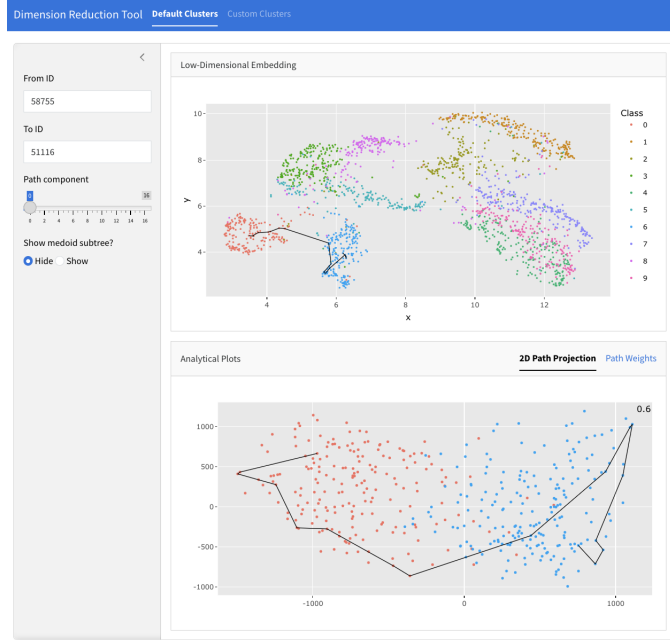 Dimension Reduction Tool Default Clusters Custom Clusters
From ID
58755
To ID
51116
Path component
0 16
0 2 4 6 8 10 12 14 16
Show medoid subtree?
Hide Show
Low-Dimensional Embedding
10
8
6
4
y
4 6 8 10 12
x
Class
0
1
2
3
4
5
6
7
8
9
Analytical Plots 2D Path Projection Path Weights
0.6
1000
500
0
-500
-1000
-1000 0 1000